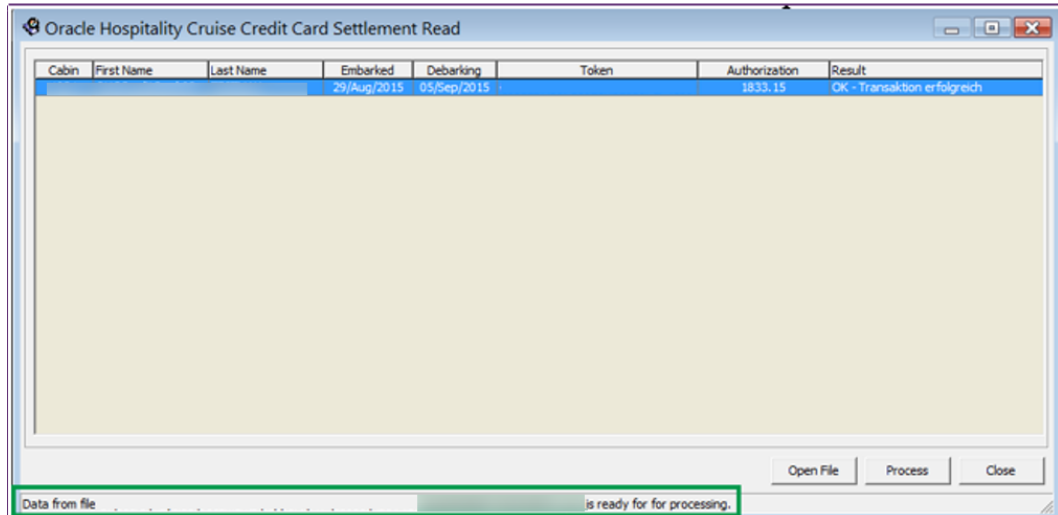 Oracle Hospitality Cruise Credit Card Settlement Read
Cabin First Name Last Name Embarked Debarking Token Authorization Result
29/Aug/2015 05/Sep/2015 1833.15 OK - Transaktion erfolgreich
Open File Process Close
Data from file is ready for for processing.